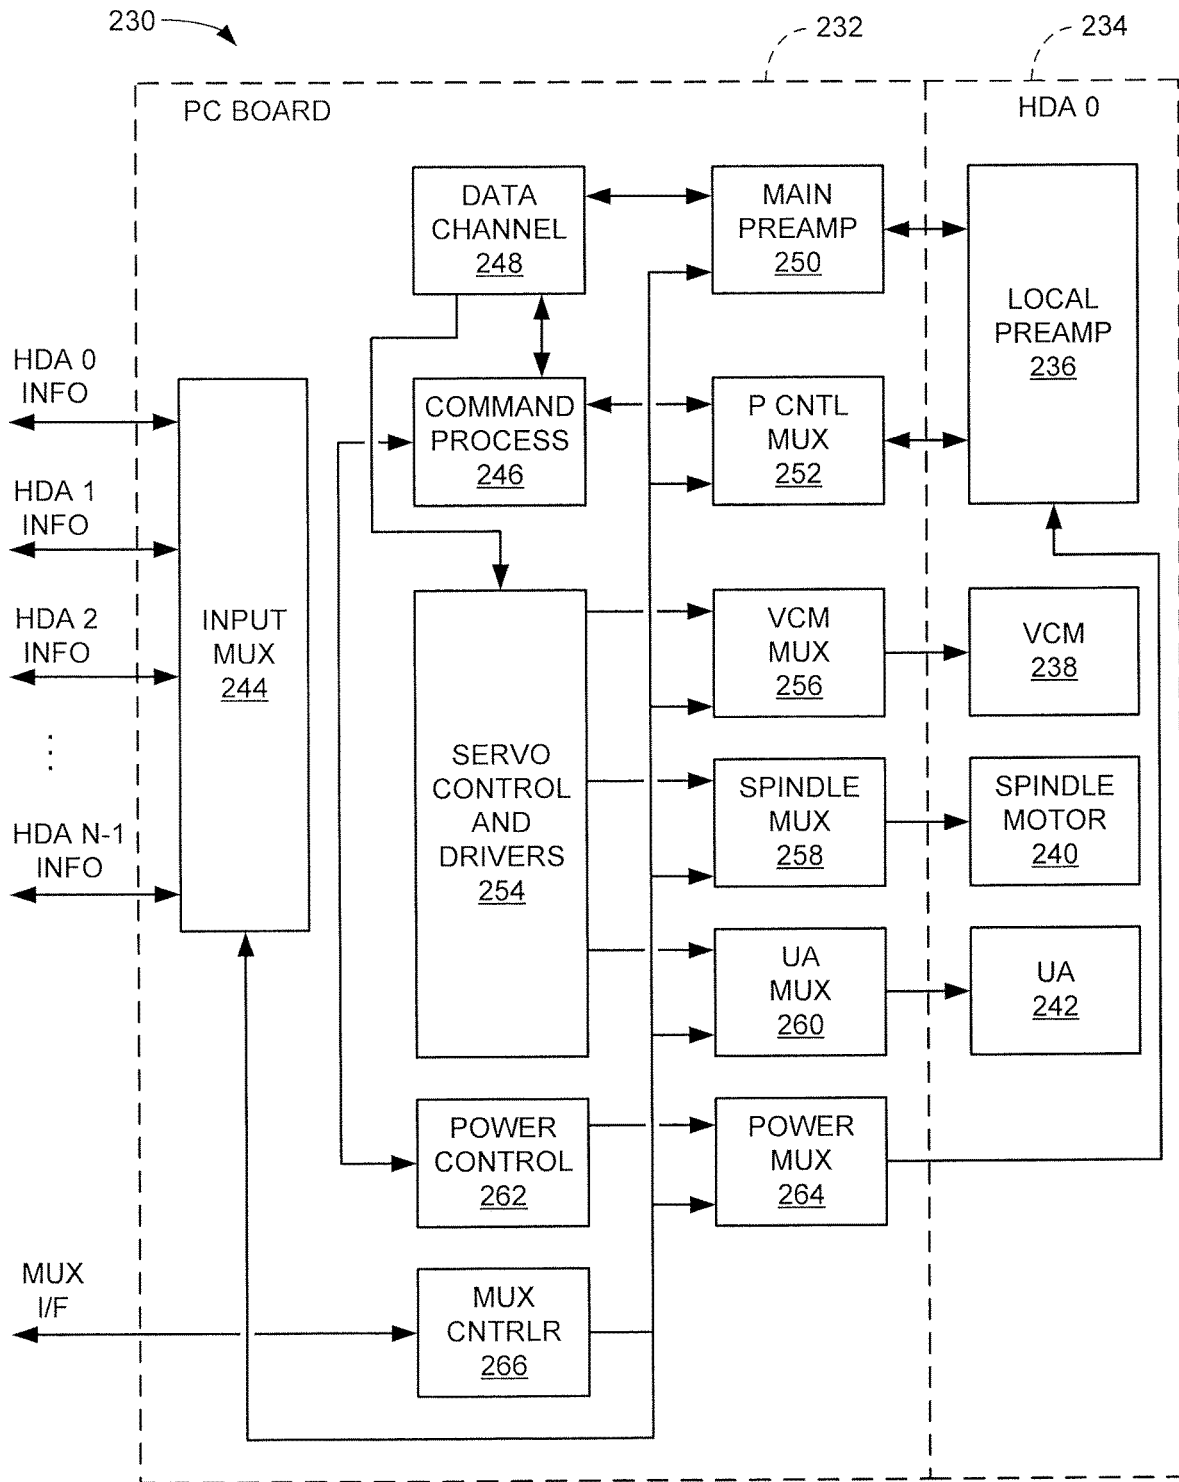 230
232
234
PC BOARD
HDA 0
DATA
CHANNEL
248
MAIN
PREAMP
250
LOCAL
PREAMP
236
HDA 0
INFO
HDA 1
INFO
HDA 2
INFO
...
HDA N-1
INFO
INPUT
MUX
244
COMMAND
PROCESS
246
P CNTL
MUX
252
SERVO
CONTROL
AND
DRIVERS
254
VCM
MUX
256
VCM
238
SPINDLE
MUX
258
SPINDLE
MOTOR
240
UA
MUX
260
UA
242
POWER
CONTROL
262
POWER
MUX
264
MUX
I/F
MUX
CNTRLR
266